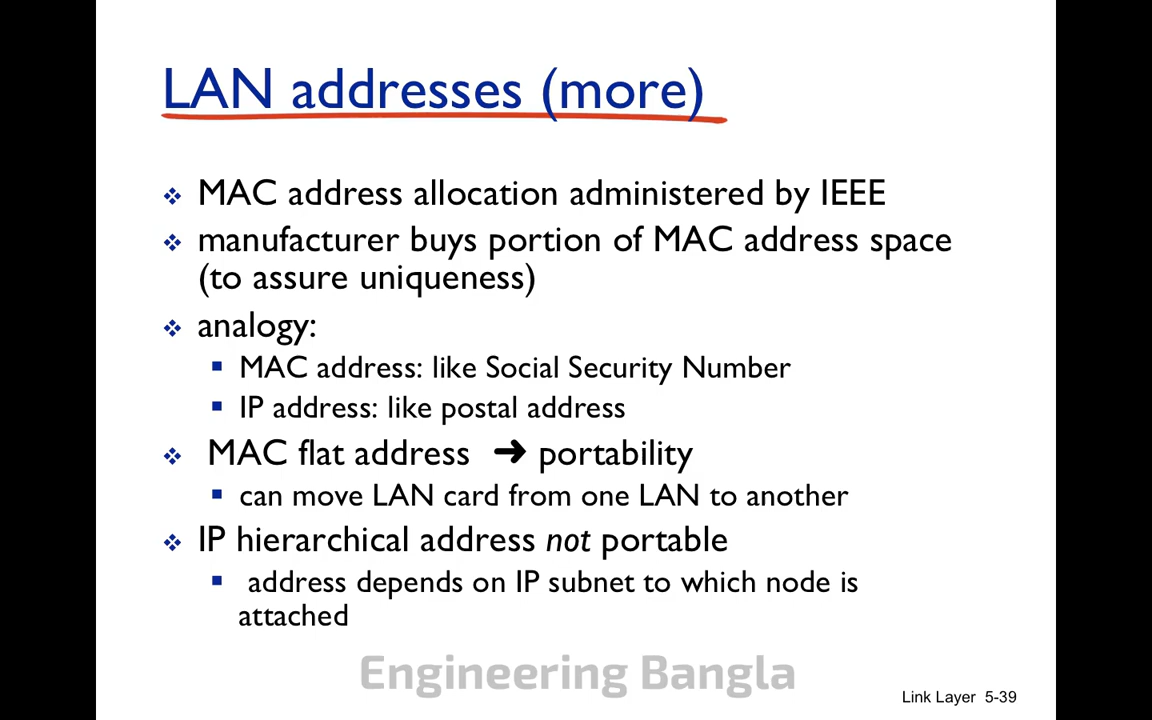 LAN addresses (more)
❖ MAC address allocation administered by IEEE
❖ manufacturer buys portion of MAC address space
(to assure uniqueness)
❖ analogy:
▪ MAC address: like Social Security Number
▪ IP address: like postal address
❖ MAC flat address ➜ portability
▪ can move LAN card from one LAN to another
❖ IP hierarchical address not portable
▪ address depends on IP subnet to which node is
attached
Engineering Bangla
Link Layer 5-39